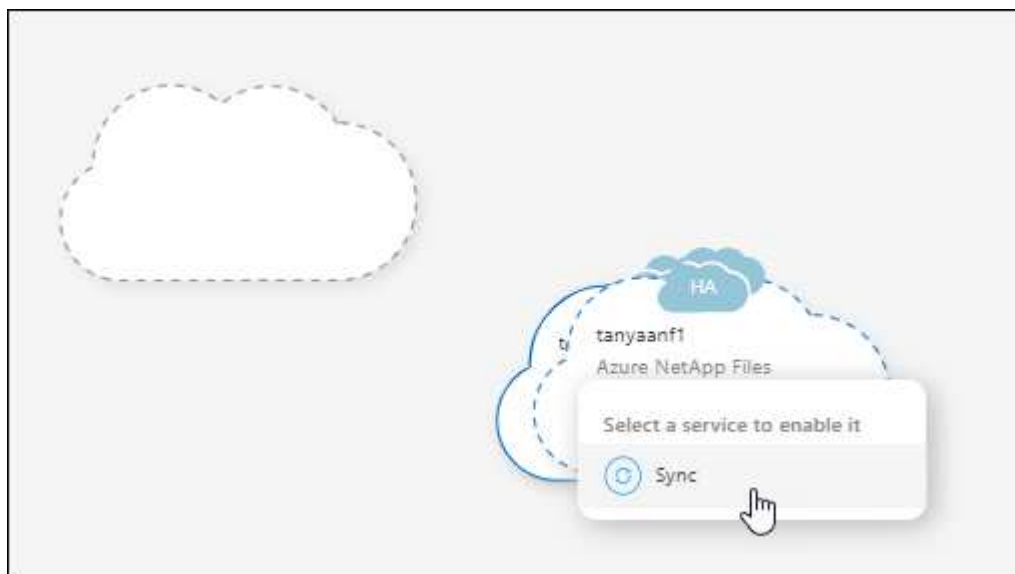 HA
tanyaanf1
Azure NetApp Files
Select a service to enable it
Sync